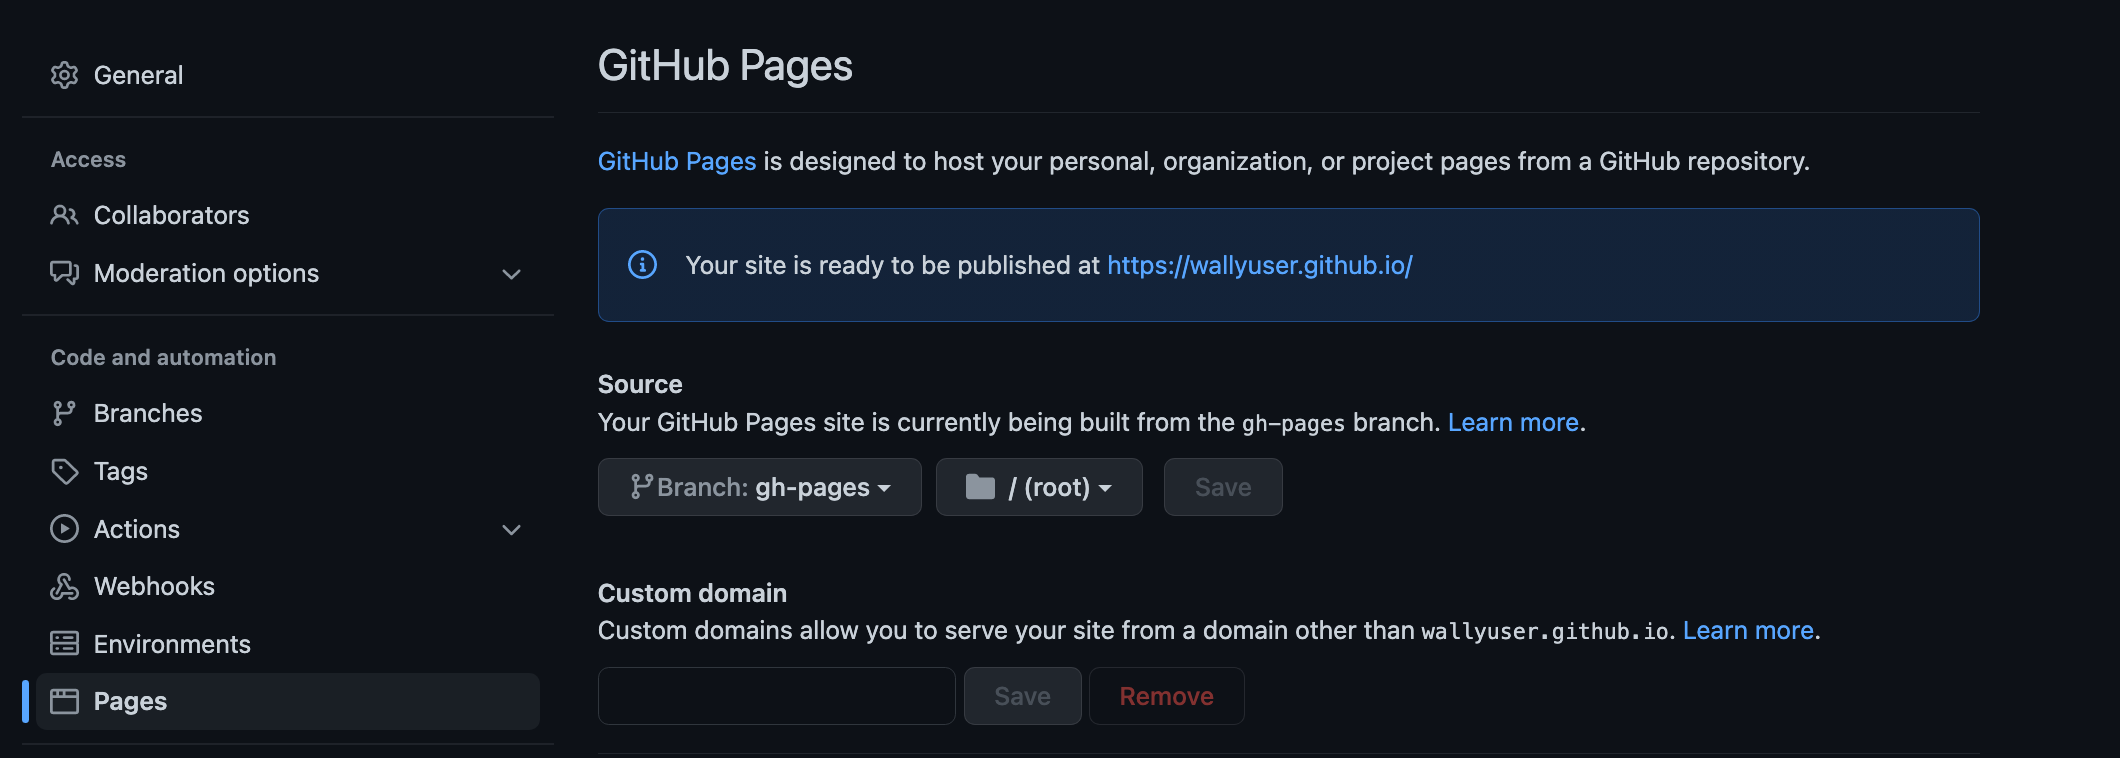 General
Access
Collaborators
Moderation options
Code and automation
Branches
Tags
Actions
Webhooks
Environments
Pages
GitHub Pages
GitHub Pages is designed to host your personal, organization, or project pages from a GitHub repository.
Your site is ready to be published at https://wallyuser.github.io/
Source
Your GitHub Pages site is currently being built from the gh-pages branch. Learn more.
Branch: gh-pages / (root) Save
Custom domain
Custom domains allow you to serve your site from a domain other than wallyuser.github.io. Learn more.
Save Remove